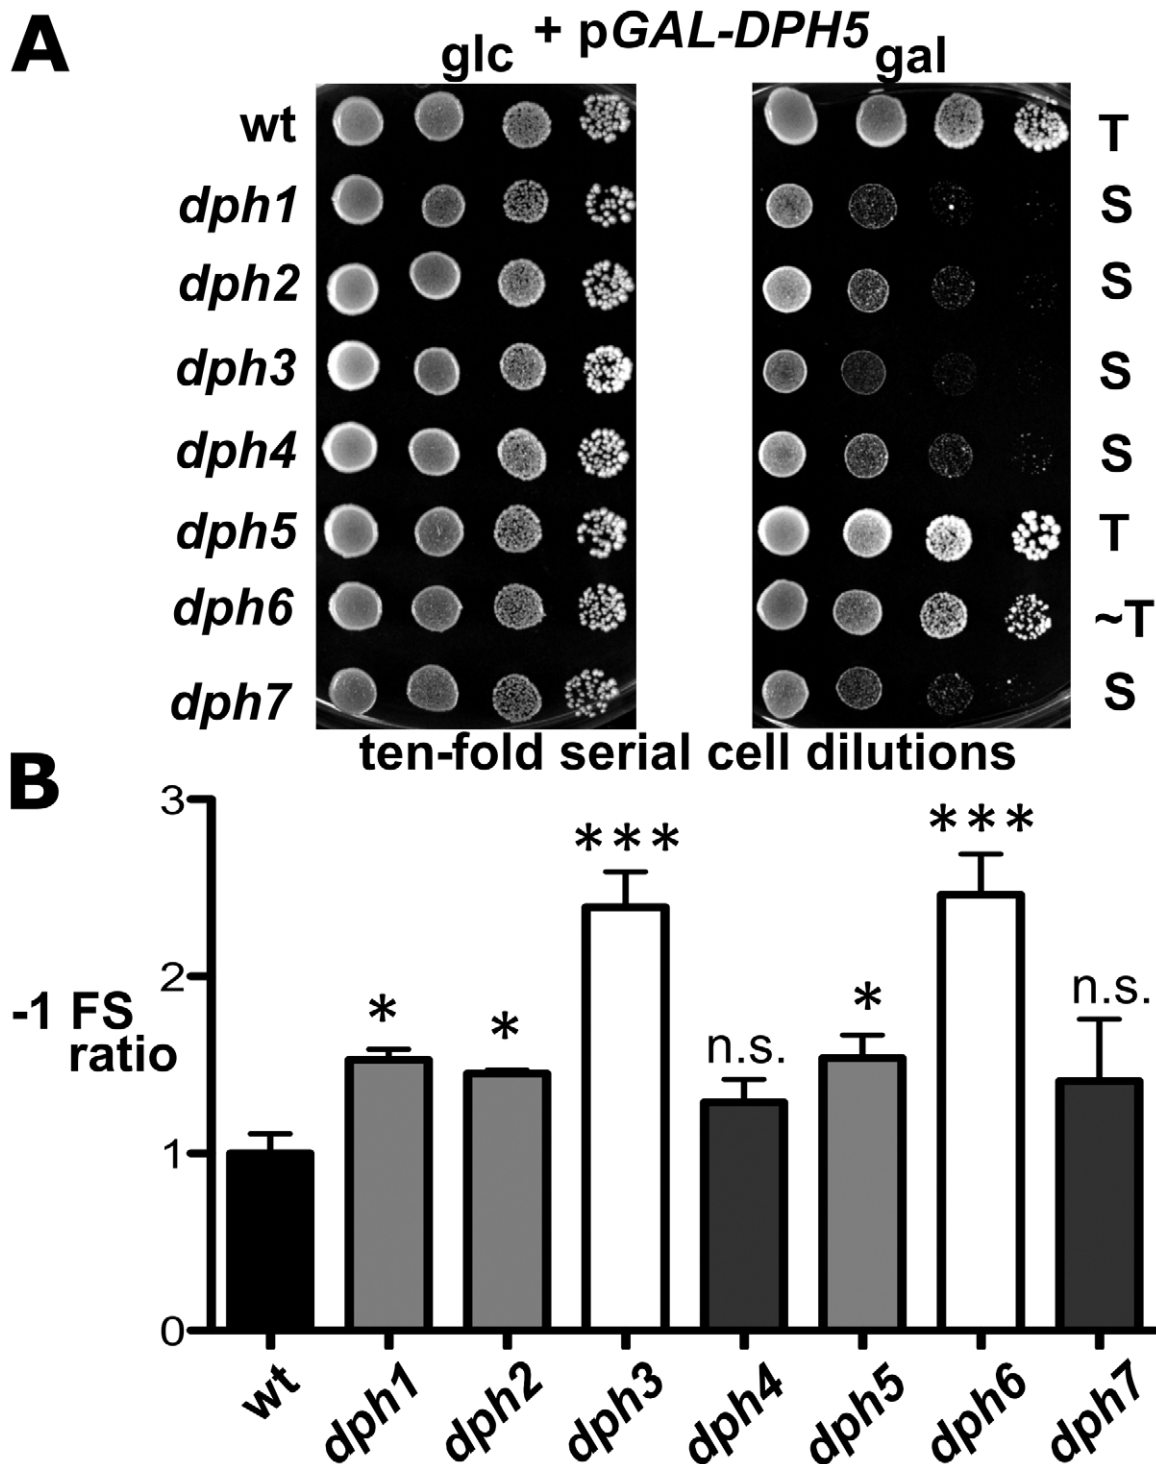 A
+ pGAL-DPH5
glc gal
wt T
dph1 S
dph2 S
dph3 S
dph4 S
dph5 T
dph6 ~T
dph7 S
ten-fold serial cell dilutions
B
3
2
1
0
-1 FS
ratio
* * *** n.s. * *** n.s.
wt dph1 dph2 dph3 dph4 dph5 dph6 dph7